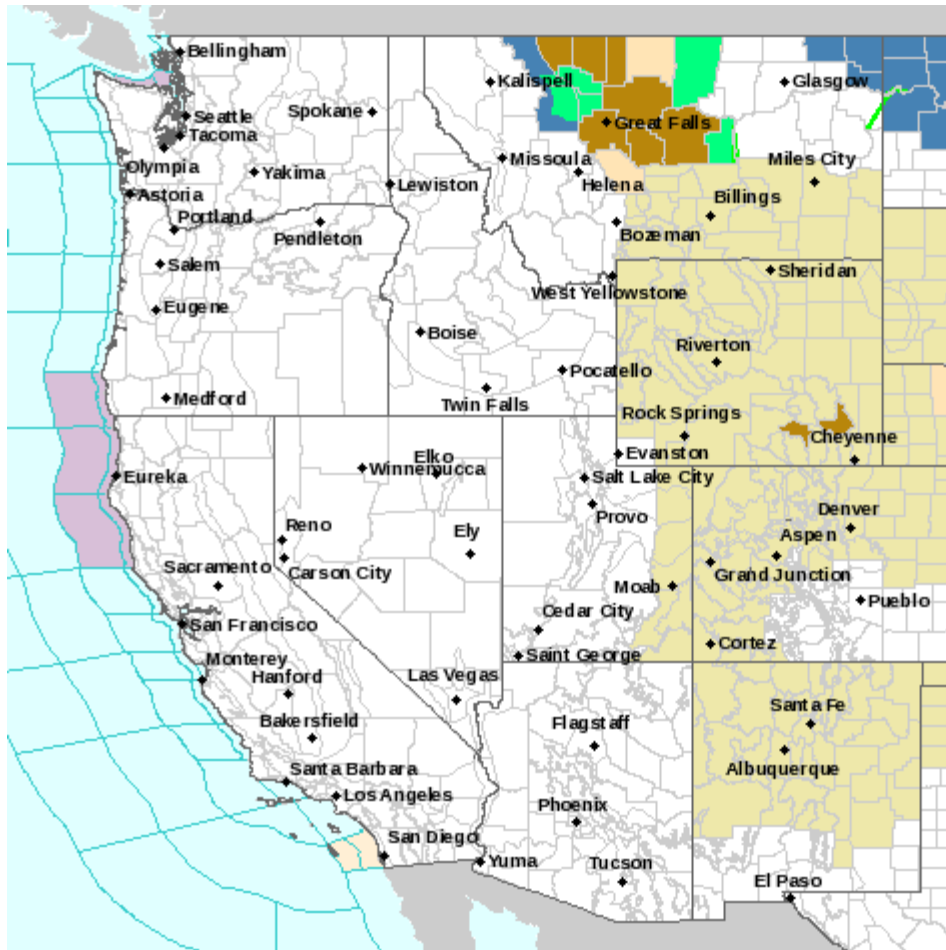 Bellingham
Kalispell
Glasgow
Seattle
Spokane
Great Falls
Tacoma
Olympia
Missoula
Miles City
Yakima
Helena
Astoria
Lewiston
Portland
Billings
Pendleton
Bozeman
Salem
Sheridan
West Yellowstone
Eugene
Boise
Riverton
Pocatello
Medford
Twin Falls
Rock Springs
Cheyenne
Elko
Evanston
Winnemucca
Eureka
Salt Lake City
Provo
Denver
Reno
Ely
Aspen
Sacramento
Carson City
Grand Junction
Moab
Pueblo
Cedar City
San Francisco
Cortez
Saint George
Monterey
Hanford
Las Vegas
Santa Fe
Bakersfield
Flagstaff
Albuquerque
Santa Barbara
Los Angeles
Phoenix
San Diego
Yuma
Tucson
El Paso